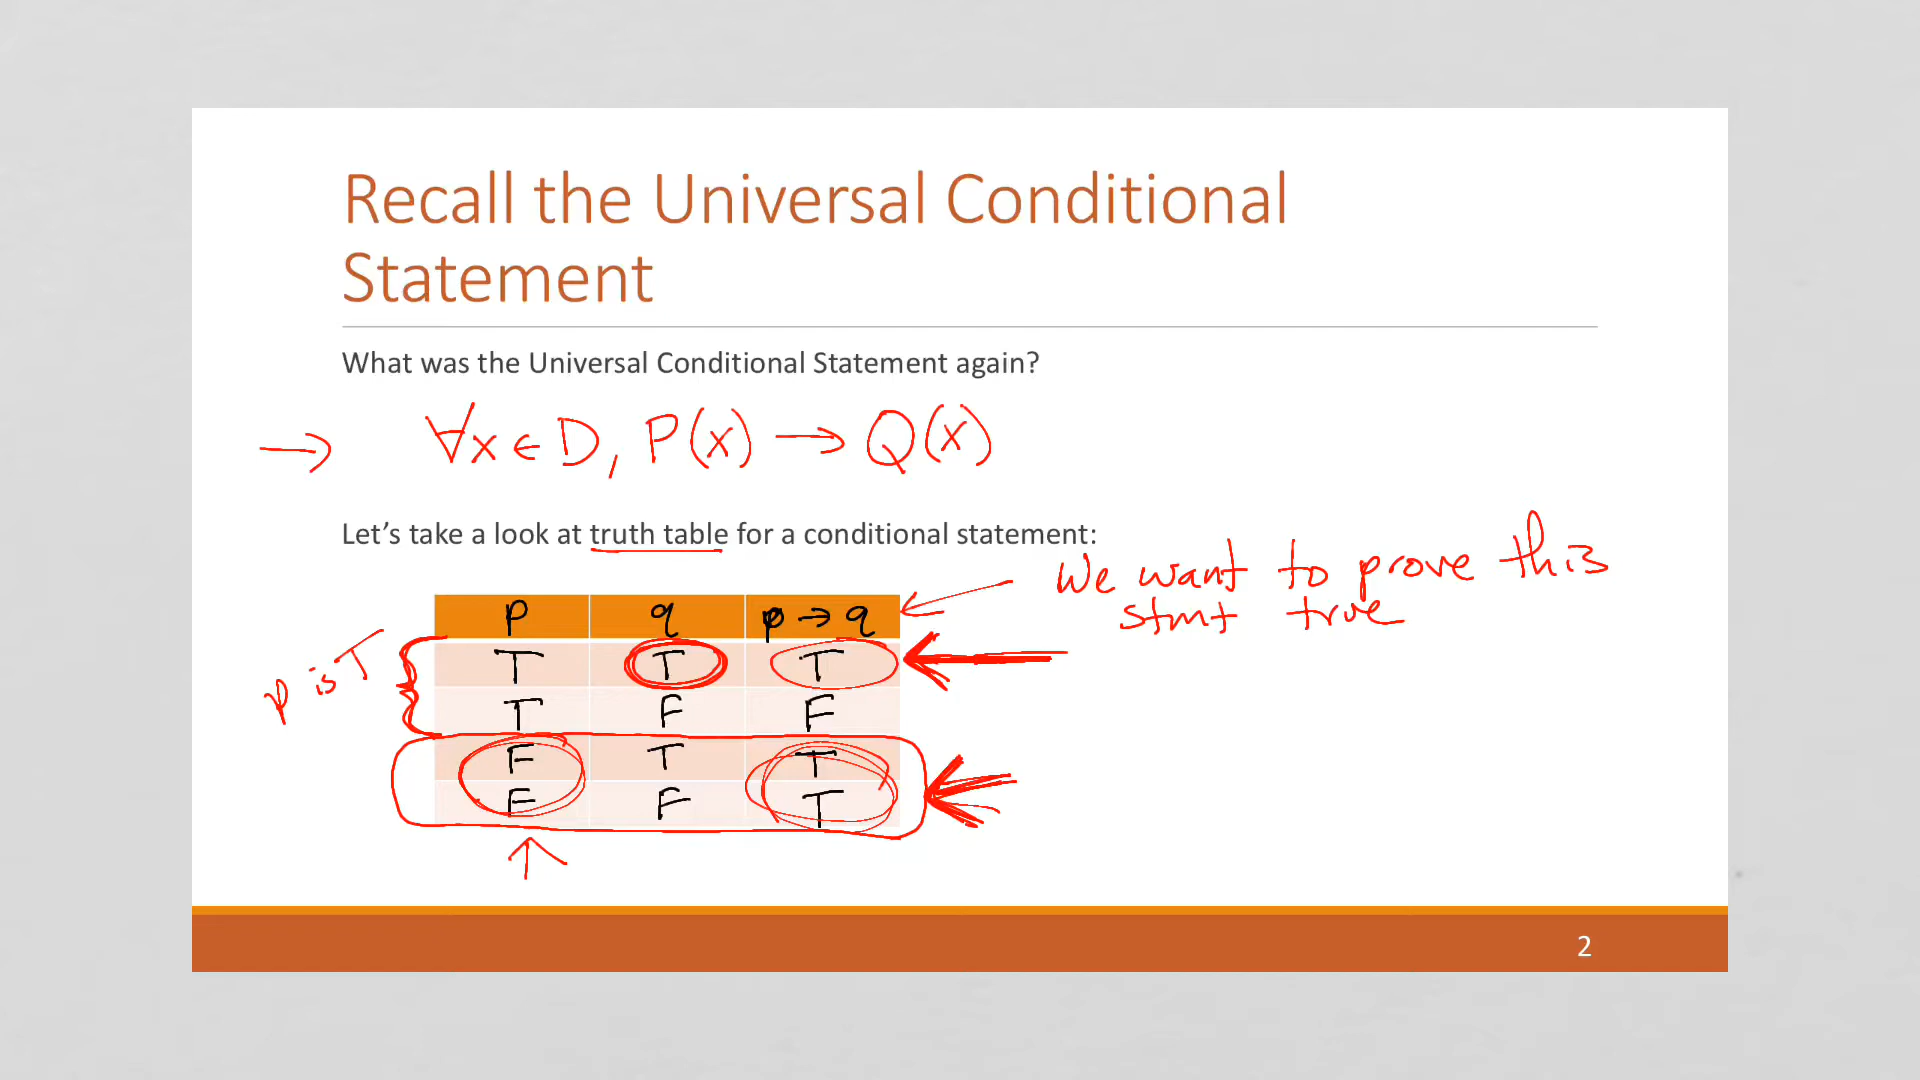 Recall the Universal Conditional
Statement
What was the Universal Conditional Statement again?
→ ∀x ∈ D, P(x) → Q(x)
Let's take a look at truth table for a conditional statement:
We want to prove this
stmt true
p q p → q
p is T
T T T
T F F
F T T
F F T
2